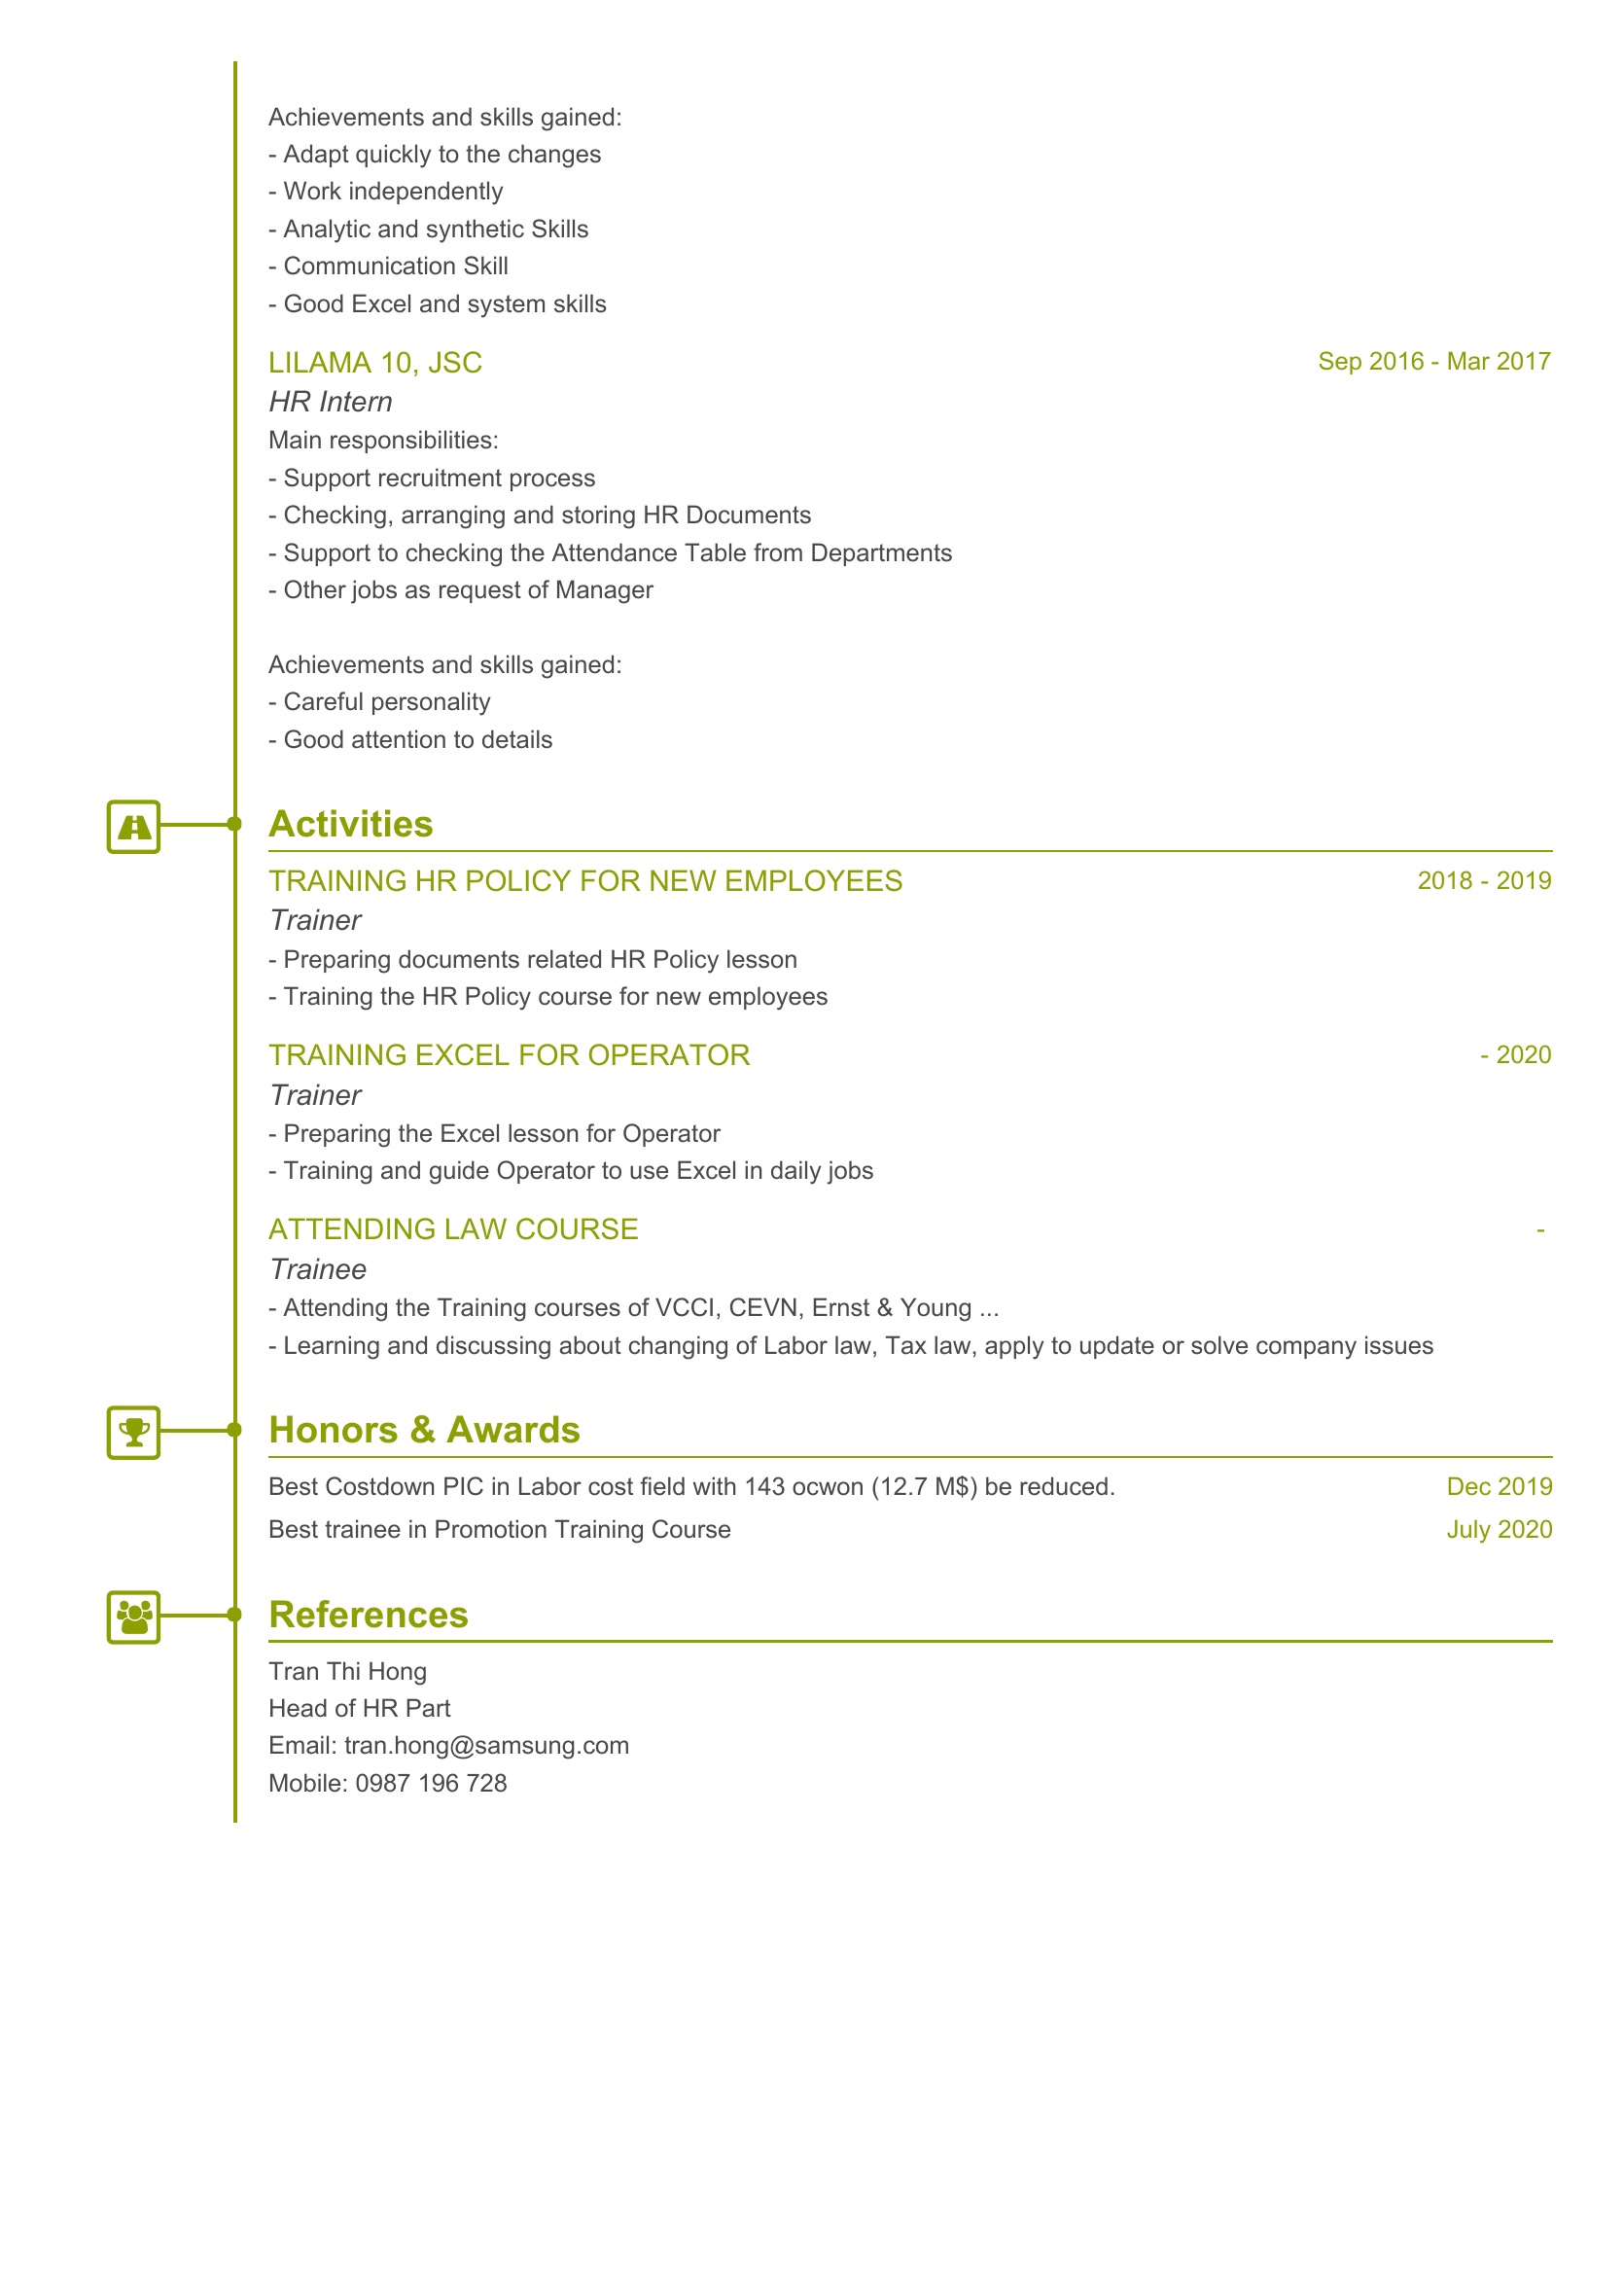 Achievements and skills gained:
- Adapt quickly to the changes
- Work independently
- Analytic and synthetic Skills
- Communication Skill
- Good Excel and system skills
LILAMA 10, JSC Sep 2016 - Mar 2017
HR Intern
Main responsibilities:
- Support recruitment process
- Checking, arranging and storing HR Documents
- Support to checking the Attendance Table from Departments
- Other jobs as request of Manager
Achievements and skills gained:
- Careful personality
- Good attention to details
Activities
TRAINING HR POLICY FOR NEW EMPLOYEES 2018 - 2019
Trainer
- Preparing documents related HR Policy lesson
- Training the HR Policy course for new employees
TRAINING EXCEL FOR OPERATOR - 2020
Trainer
- Preparing the Excel lesson for Operator
- Training and guide Operator to use Excel in daily jobs
ATTENDING LAW COURSE -
Trainee
- Attending the Training courses of VCCI, CEVN, Ernst & Young ...
- Learning and discussing about changing of Labor law, Tax law, apply to update or solve company issues
Honors & Awards
Best Costdown PIC in Labor cost field with 143 ocwon (12.7 M$) be reduced. Dec 2019
Best trainee in Promotion Training Course July 2020
References
Tran Thi Hong
Head of HR Part
Email: tran.hong@samsung.com
Mobile: 0987 196 728